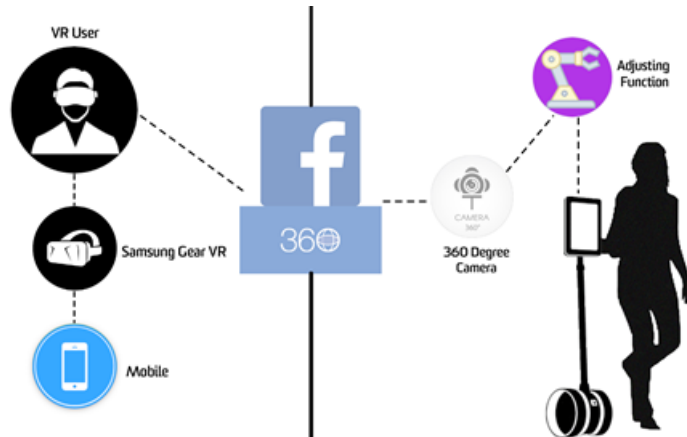 VR User
Samsung Gear VR
Mobile
f
360
CAMERA
360°
360 Degree
Camera
Adjusting
Function